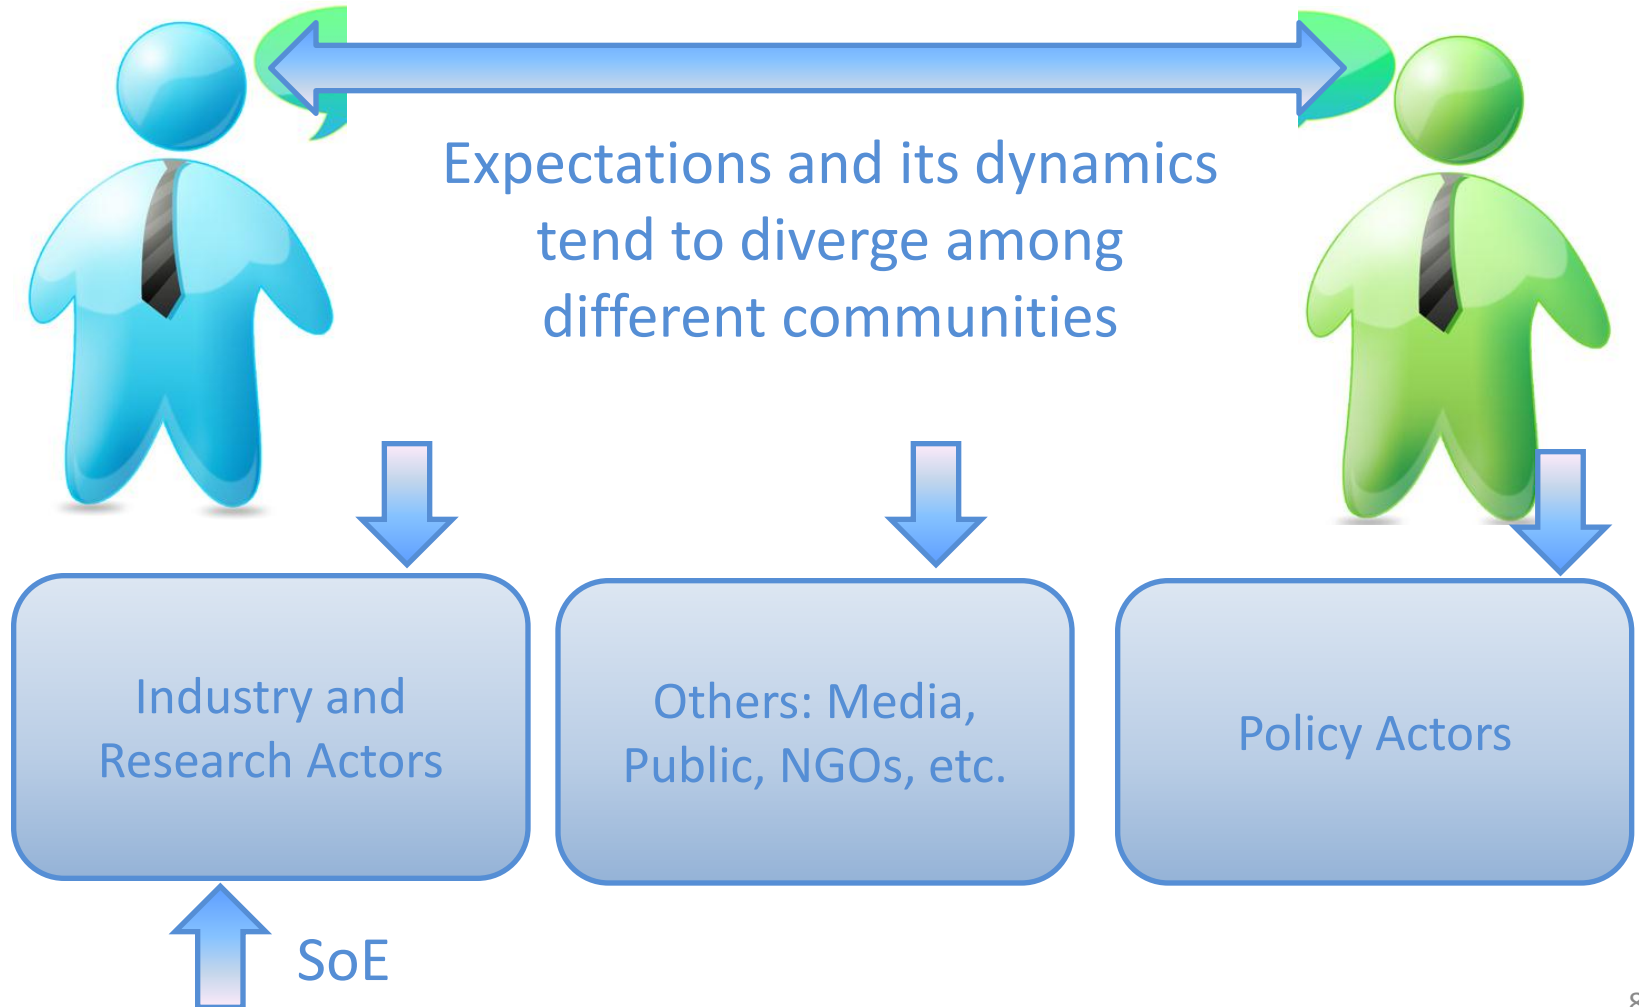 Expectations and its dynamics
tend to diverge among
different communities
Industry and
Research Actors
Others: Media,
Public, NGOs, etc.
Policy Actors
SoE